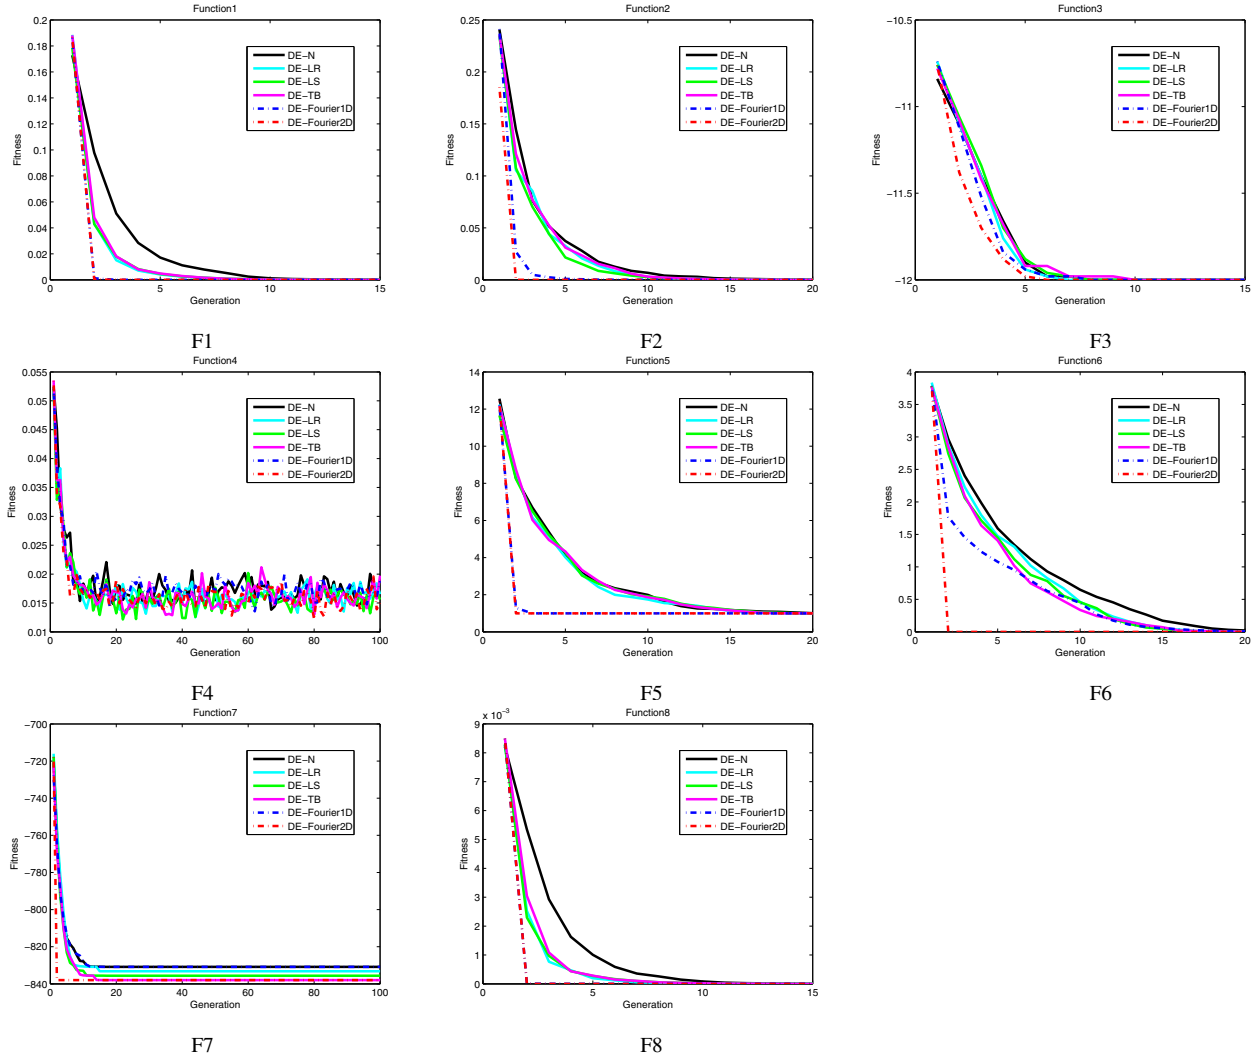 Function1
Fitness
0.2
0.18
0.16
0.14
0.12
0.1
0.08
0.06
0.04
0.02
0
DE−N
DE−LR
DE−LS
DE−TB
DE−Fourier1D
DE−Fourier2D
0 5 10 15
Generation
F1
Function2
Fitness
0.25
0.2
0.15
0.1
0.05
0
DE−N
DE−LR
DE−LS
DE−TB
DE−Fourier1D
DE−Fourier2D
0 5 10 15 20
Generation
F2
Function3
Fitness
−10.5
−11
−11.5
−12
DE−N
DE−LR
DE−LS
DE−TB
DE−Fourier1D
DE−Fourier2D
0 5 10 15
Generation
F3
Function4
Fitness
0.055
0.05
0.045
0.04
0.035
0.03
0.025
0.02
0.015
0.01
DE−N
DE−LR
DE−LS
DE−TB
DE−Fourier1D
DE−Fourier2D
0 20 40 60 80 100
Generation
F4
Function5
Fitness
14
12
10
8
6
4
2
0
DE−N
DE−LR
DE−LS
DE−TB
DE−Fourier1D
DE−Fourier2D
0 5 10 15 20
Generation
F5
Function6
Fitness
4
3.5
3
2.5
2
1.5
1
0.5
0
DE−N
DE−LR
DE−LS
DE−TB
DE−Fourier1D
DE−Fourier2D
0 5 10 15 20
Generation
F6
Function7
Fitness
−700
−720
−740
−760
−780
−800
−820
−840
DE−N
DE−LR
DE−LS
DE−TB
DE−Fourier1D
DE−Fourier2D
0 20 40 60 80 100
Generation
F7
Function8
x 10−3
Fitness
9
8
7
6
5
4
3
2
1
0
DE−N
DE−LR
DE−LS
DE−TB
DE−Fourier1D
DE−Fourier2D
0 5 10 15
Generation
F8